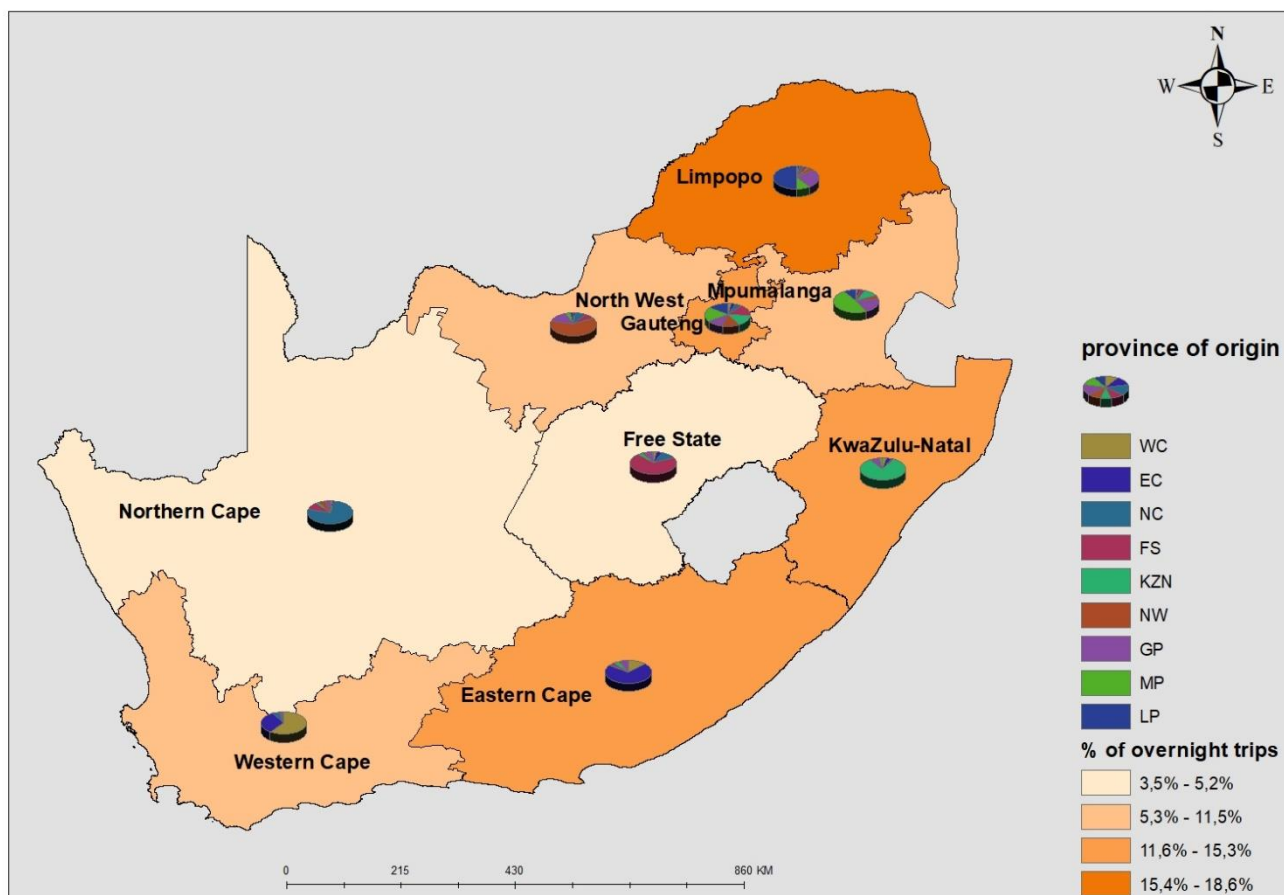 N
W
E
S
Limpopo
Mpumalanga
North West
Gauteng
Free State
KwaZulu-Natal
Northern Cape
Eastern Cape
Western Cape
province of origin
WC
EC
NC
FS
KZN
NW
GP
MP
LP
% of overnight trips
3,5% - 5,2%
5,3% - 11,5%
11,6% - 15,3%
15,4% - 18,6%
0 215 430 860 KM